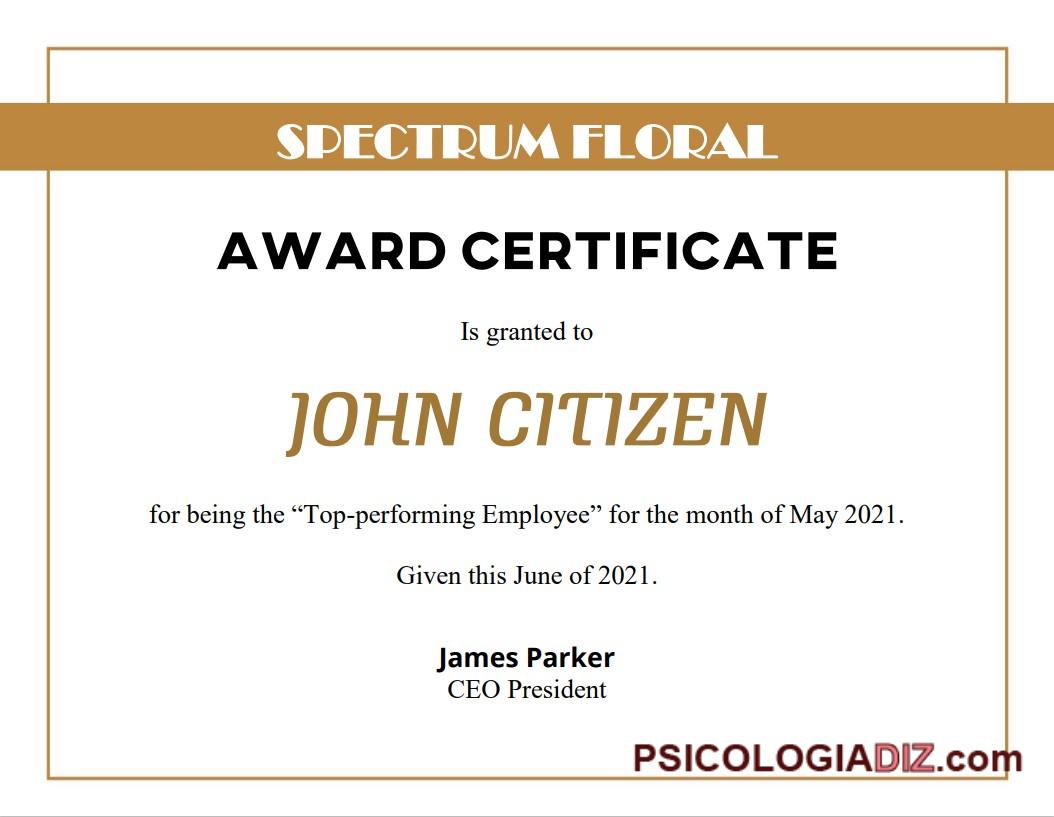 SPECTRUM FLORAL
AWARD CERTIFICATE
Is granted to
JOHN CITIZEN
for being the “Top-performing Employee” for the month of May 2021.
Given this June of 2021.
James Parker
CEO President
PSICOLOGIADIZ.com